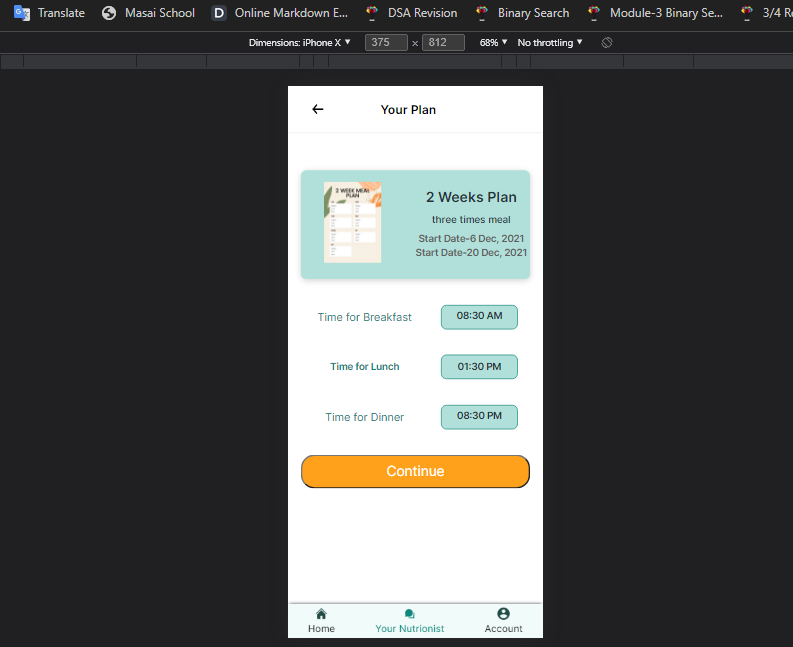 Translate Masai School Online Markdown E... DSA Revision Binary Search Module-3 Binary Se... 3/4 R
Dimensions: iPhone X 375 × 812 68% No throttling
Your Plan
2 WEEK MEAL
PLAN
2 Weeks Plan
three times meal
Start Date-6 Dec, 2021
Start Date-20 Dec, 2021
Time for Breakfast 08:30 AM
Time for Lunch 01:30 PM
Time for Dinner 08:30 PM
Continue
Home Your Nutrionist Account